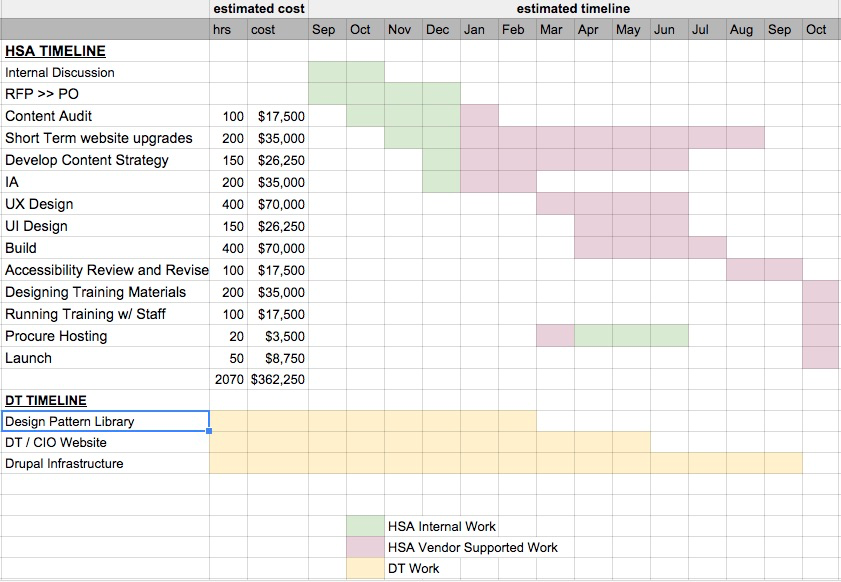 estimated cost estimated timeline
hrs cost Sep Oct Nov Dec Jan Feb Mar Apr May Jun Jul Aug Sep Oct
HSA TIMELINE
Internal Discussion
RFP >> PO
Content Audit 100 $17,500
Short Term website upgrades 200 $35,000
Develop Content Strategy 150 $26,250
IA 200 $35,000
UX Design 400 $70,000
UI Design 150 $26,250
Build 400 $70,000
Accessibility Review and Revise 100 $17,500
Designing Training Materials 200 $35,000
Running Training w/ Staff 100 $17,500
Procure Hosting 20 $3,500
Launch 50 $8,750
2070 $362,250
DT TIMELINE
Design Pattern Library
DT / CIO Website
Drupal Infrastructure
HSA Internal Work
HSA Vendor Supported Work
DT Work